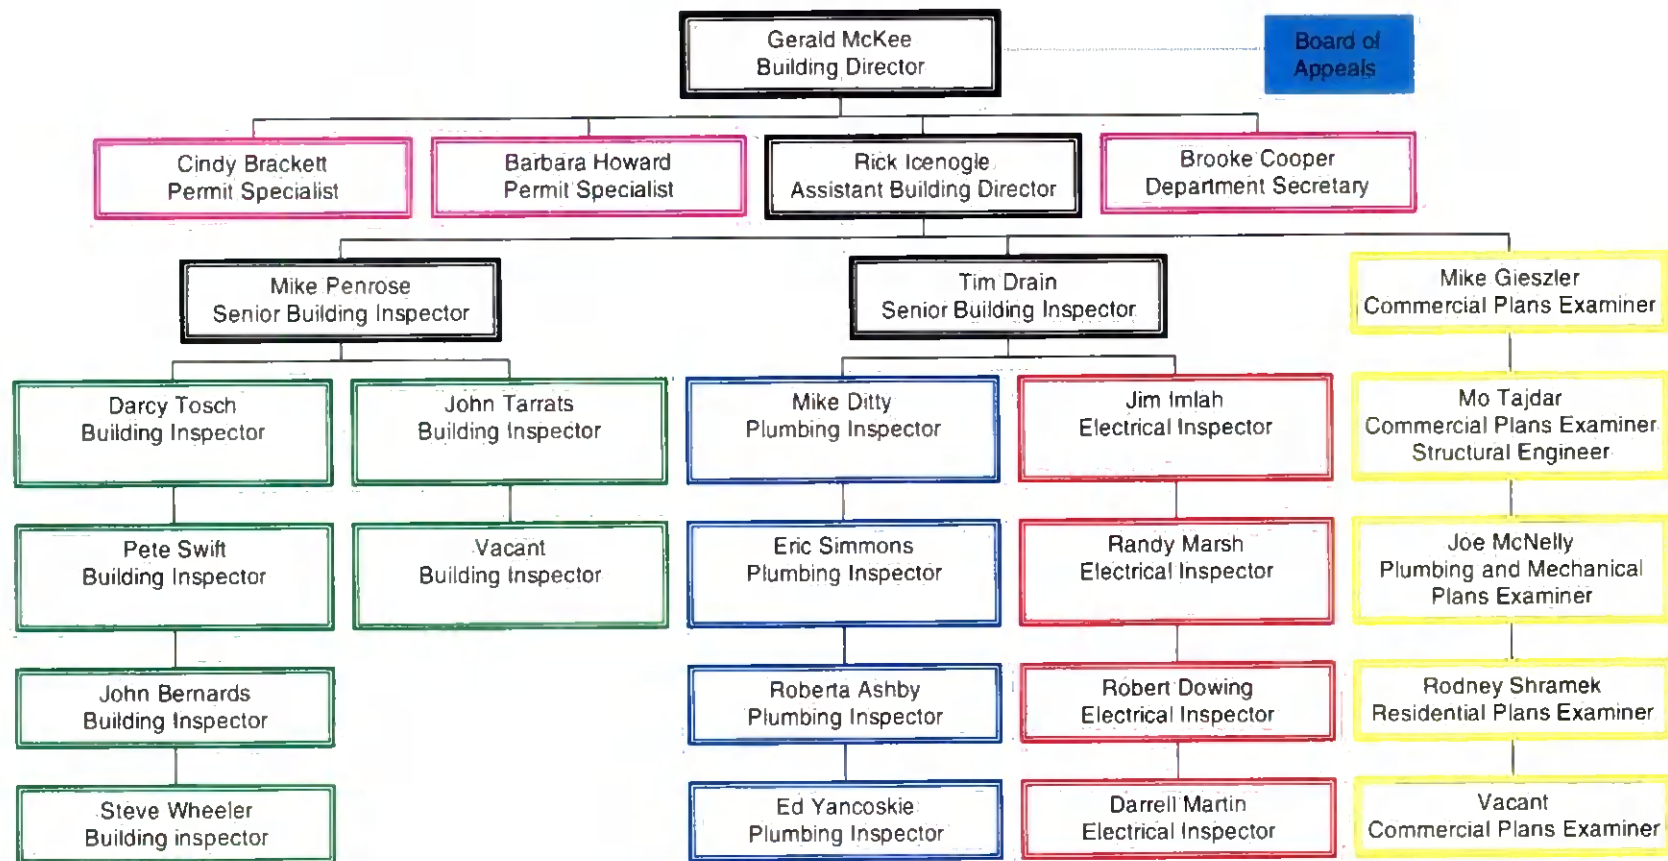 Gerald McKee
Building Director
Board of
Appeals
Cindy Brackett
Permit Specialist
Barbara Howard
Permit Specialist
Rick Icenogle
Assistant Building Director
Brooke Cooper
Department Secretary
Mike Penrose
Senior Building Inspector
Tim Drain
Senior Building Inspector
Mike Gieszler
Commercial Plans Examiner
Darcy Tosch
Building Inspector
John Tarrats
Building Inspector
Mike Ditty
Plumbing Inspector
Jim Imlah
Electrical Inspector
Mo Tajdar
Commercial Plans Examiner
Structural Engineer
Pete Swift
Building Inspector
Vacant
Building Inspector
Eric Simmons
Plumbing Inspector
Randy Marsh
Electrical Inspector
Joe McNelly
Plumbing and Mechanical
Plans Examiner
John Bernards
Building Inspector
Roberta Ashby
Plumbing Inspector
Robert Dowing
Electrical Inspector
Rodney Shramek
Residential Plans Examiner
Steve Wheeler
Building inspector
Ed Yancoskie
Plumbing Inspector
Darrell Martin
Electrical Inspector
Vacant
Commercial Plans Examiner